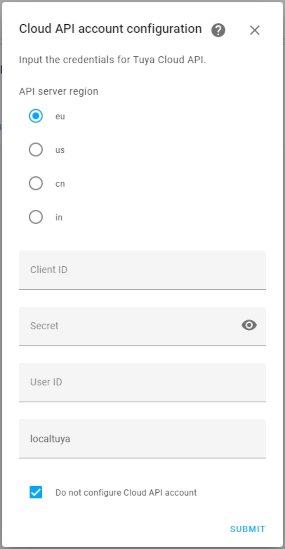 Cloud API account configuration
Input the credentials for Tuya Cloud API.
API server region
eu
us
cn
in
Client ID
Secret
User ID
localtuya
Do not configure Cloud API account
SUBMIT